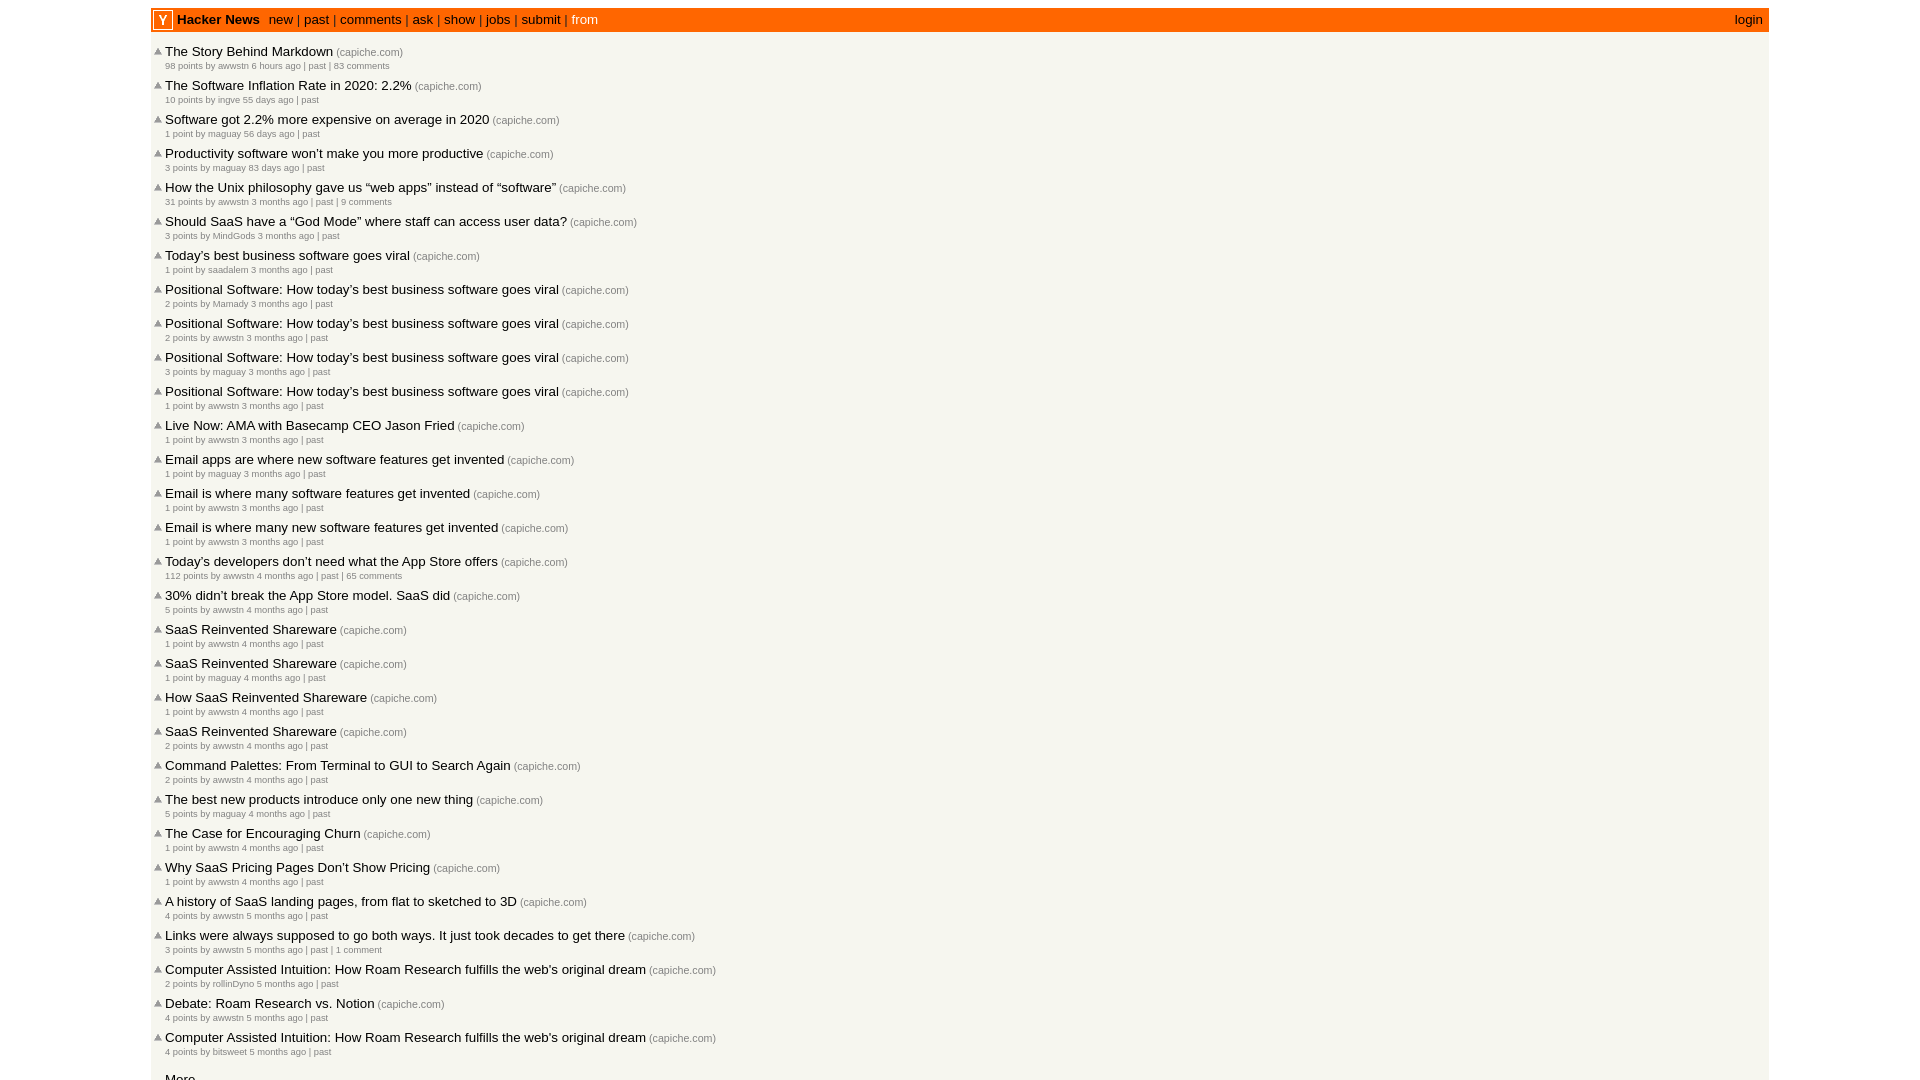 Y Hacker News new | past | comments | ask | show | jobs | submit | from login
The Story Behind Markdown (capiche.com)
98 points by awwstn 6 hours ago | past | 83 comments
The Software Inflation Rate in 2020: 2.2% (capiche.com)
10 points by ingve 55 days ago | past
Software got 2.2% more expensive on average in 2020 (capiche.com)
1 point by maguay 56 days ago | past
Productivity software won’t make you more productive (capiche.com)
3 points by maguay 83 days ago | past
How the Unix philosophy gave us “web apps” instead of “software” (capiche.com)
31 points by awwstn 3 months ago | past | 9 comments
Should SaaS have a “God Mode” where staff can access user data? (capiche.com)
3 points by MindGods 3 months ago | past
Today’s best business software goes viral (capiche.com)
1 point by saadalem 3 months ago | past
Positional Software: How today’s best business software goes viral (capiche.com)
2 points by Mamady 3 months ago | past
Positional Software: How today’s best business software goes viral (capiche.com)
2 points by awwstn 3 months ago | past
Positional Software: How today’s best business software goes viral (capiche.com)
3 points by maguay 3 months ago | past
Positional Software: How today’s best business software goes viral (capiche.com)
1 point by awwstn 3 months ago | past
Live Now: AMA with Basecamp CEO Jason Fried (capiche.com)
1 point by awwstn 3 months ago | past
Email apps are where new software features get invented (capiche.com)
1 point by maguay 3 months ago | past
Email is where many software features get invented (capiche.com)
1 point by awwstn 3 months ago | past
Email is where many new software features get invented (capiche.com)
1 point by awwstn 3 months ago | past
Today’s developers don’t need what the App Store offers (capiche.com)
112 points by awwstn 4 months ago | past | 65 comments
30% didn’t break the App Store model. SaaS did (capiche.com)
5 points by awwstn 4 months ago | past
SaaS Reinvented Shareware (capiche.com)
1 point by awwstn 4 months ago | past
SaaS Reinvented Shareware (capiche.com)
1 point by maguay 4 months ago | past
How SaaS Reinvented Shareware (capiche.com)
1 point by awwstn 4 months ago | past
SaaS Reinvented Shareware (capiche.com)
2 points by awwstn 4 months ago | past
Command Palettes: From Terminal to GUI to Search Again (capiche.com)
2 points by awwstn 4 months ago | past
The best new products introduce only one new thing (capiche.com)
5 points by maguay 4 months ago | past
The Case for Encouraging Churn (capiche.com)
1 point by awwstn 4 months ago | past
Why SaaS Pricing Pages Don’t Show Pricing (capiche.com)
1 point by awwstn 4 months ago | past
A history of SaaS landing pages, from flat to sketched to 3D (capiche.com)
4 points by awwstn 5 months ago | past
Links were always supposed to go both ways. It just took decades to get there (capiche.com)
3 points by awwstn 5 months ago | past | 1 comment
Computer Assisted Intuition: How Roam Research fulfills the web's original dream (capiche.com)
2 points by rollinDyno 5 months ago | past
Debate: Roam Research vs. Notion (capiche.com)
4 points by awwstn 5 months ago | past
Computer Assisted Intuition: How Roam Research fulfills the web's original dream (capiche.com)
4 points by bitsweet 5 months ago | past
More